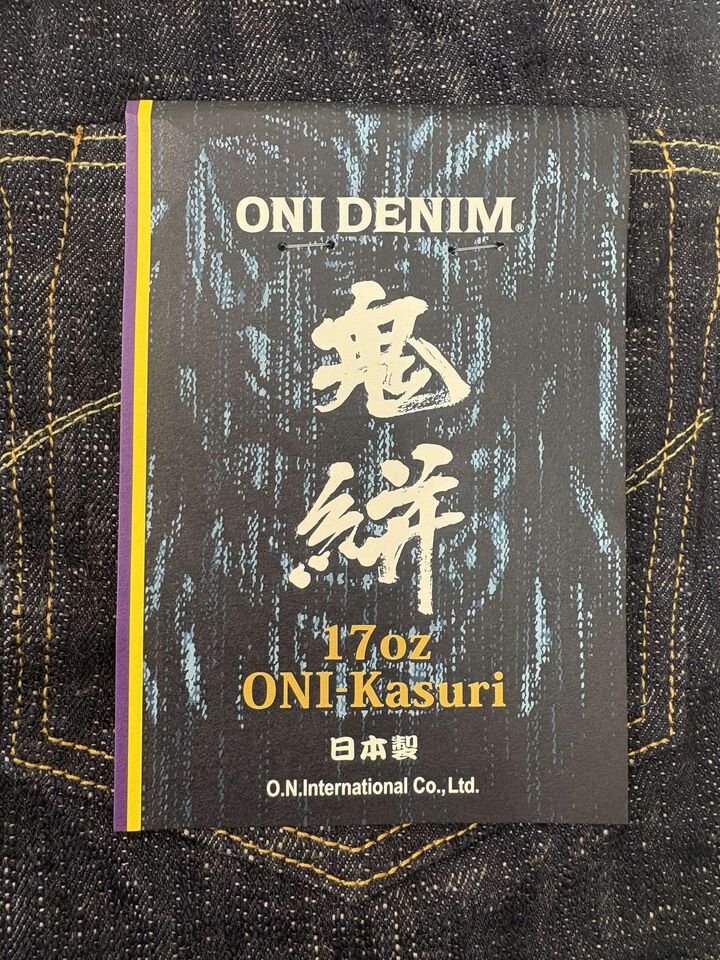 ONI DENIM®
鬼
絣
17oz
ONI-Kasuri
日本製
O.N.International Co.,Ltd.